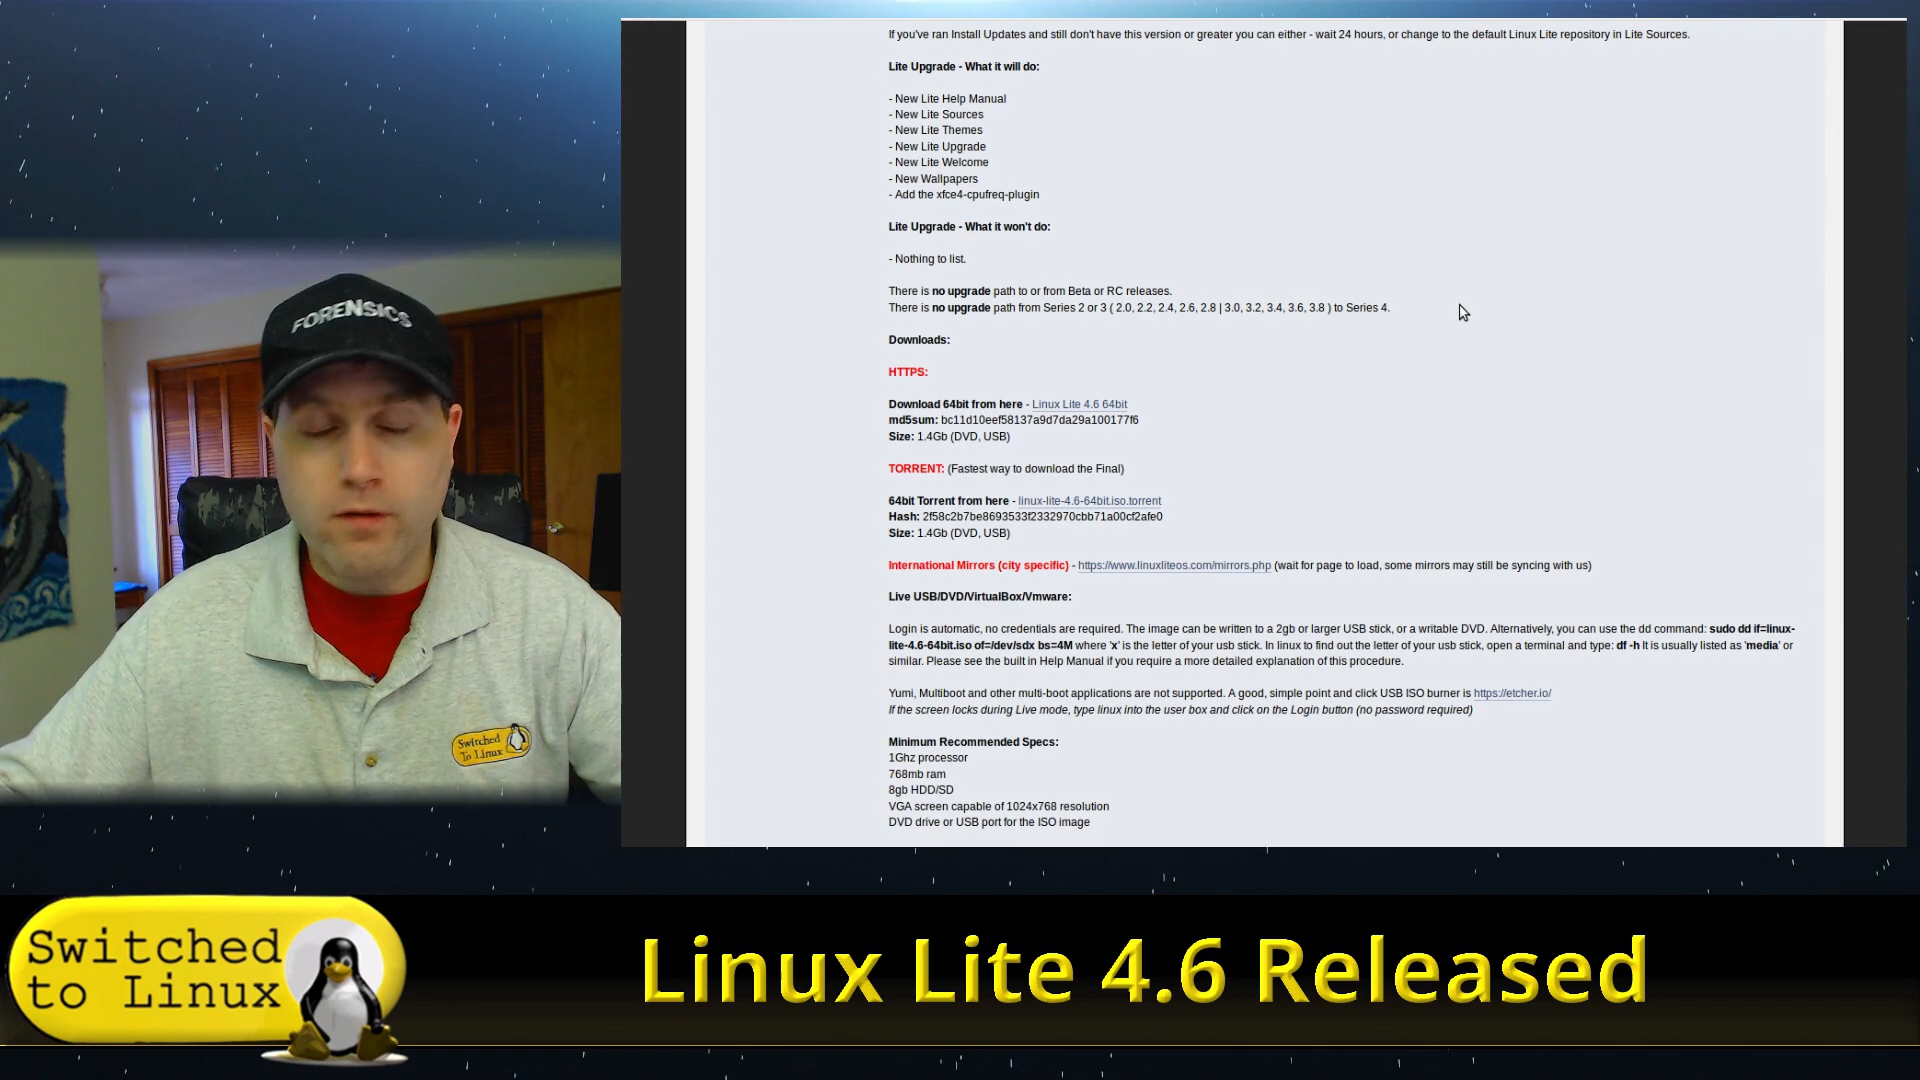 If you've ran Install Updates and still don't have this version or greater you can either - wait 24 hours, or change to the default Linux Lite repository in Lite Sources.
Lite Upgrade - What it will do:
- New Lite Help Manual
- New Lite Sources
- New Lite Themes
- New Lite Upgrade
- New Lite Welcome
- New Wallpapers
- Add the xfce4-cpufreq-plugin
Lite Upgrade - What it won't do:
- Nothing to list.
There is no upgrade path to or from Beta or RC releases.
There is no upgrade path from Series 2 or 3 ( 2.0, 2.2, 2.4, 2.6, 2.8 | 3.0, 3.2, 3.4, 3.6, 3.8 ) to Series 4.
Downloads:
HTTPS:
Download 64bit from here - Linux Lite 4.6 64bit
md5sum: bc11d10eef58137a9d7da29a100177f6
Size: 1.4Gb (DVD, USB)
TORRENT: (Fastest way to download the Final)
64bit Torrent from here - linux-lite-4.6-64bit.iso.torrent
Hash: 2f58c2b7be8693533f2332970cbb71a00cf2afe0
Size: 1.4Gb (DVD, USB)
International Mirrors (city specific) - https://www.linuxliteos.com/mirrors.php (wait for page to load, some mirrors may still be syncing with us)
Live USB/DVD/VirtualBox/Vmware:
Login is automatic, no credentials are required. The image can be written to a 2gb or larger USB stick, or a writable DVD. Alternatively, you can use the dd command: sudo dd if=linux-
lite-4.6-64bit.iso of=/dev/sdx bs=4M where 'x' is the letter of your usb stick. In linux to find out the letter of your usb stick, open a terminal and type: df -h It is usually listed as 'media' or
similar. Please see the built in Help Manual if you require a more detailed explanation of this procedure.
Yumi, Multiboot and other multi-boot applications are not supported. A good, simple point and click USB ISO burner is https://etcher.io/
If the screen locks during Live mode, type linux into the user box and click on the Login button (no password required)
Minimum Recommended Specs:
1Ghz processor
768mb ram
8gb HDD/SD
VGA screen capable of 1024x768 resolution
DVD drive or USB port for the ISO image
FORENSICS
Switched
To Linux
Switched
to Linux
Linux Lite 4.6 Released